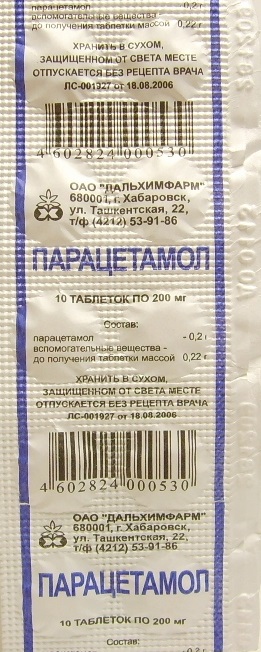 парацетамол - 0,2 г
вспомогательные вещества -
до получения таблетки массой 0,22 г
ХРАНИТЬ В СУХОМ,
ЗАЩИЩЕННОМ ОТ СВЕТА МЕСТЕ
ОТПУСКАЕТСЯ БЕЗ РЕЦЕПТА ВРАЧА
ЛС-001927 от 18.08.2006
4 602824 000530
ОАО "ДАЛЬХИМФАРМ"
680001, г. Хабаровск,
ул. Ташкентская, 22,
т/ф (4212) 53-91-86
ПАРАЦЕТАМОЛ
10 ТАБЛЕТОК ПО 200 мг
Состав:
парацетамол - 0,2 г
вспомогательные вещества -
до получения таблетки массой 0,22 г
ХРАНИТЬ В СУХОМ,
ЗАЩИЩЕННОМ ОТ СВЕТА МЕСТЕ
ОТПУСКАЕТСЯ БЕЗ РЕЦЕПТА ВРАЧА
ЛС-001927 от 18.08.2006
4 602824 000530
ОАО "ДАЛЬХИМФАРМ"
680001, г. Хабаровск,
ул. Ташкентская, 22,
т/ф (4212) 53-91-86
ПАРАЦЕТАМОЛ
10 ТАБЛЕТОК ПО 200 мг
Состав: